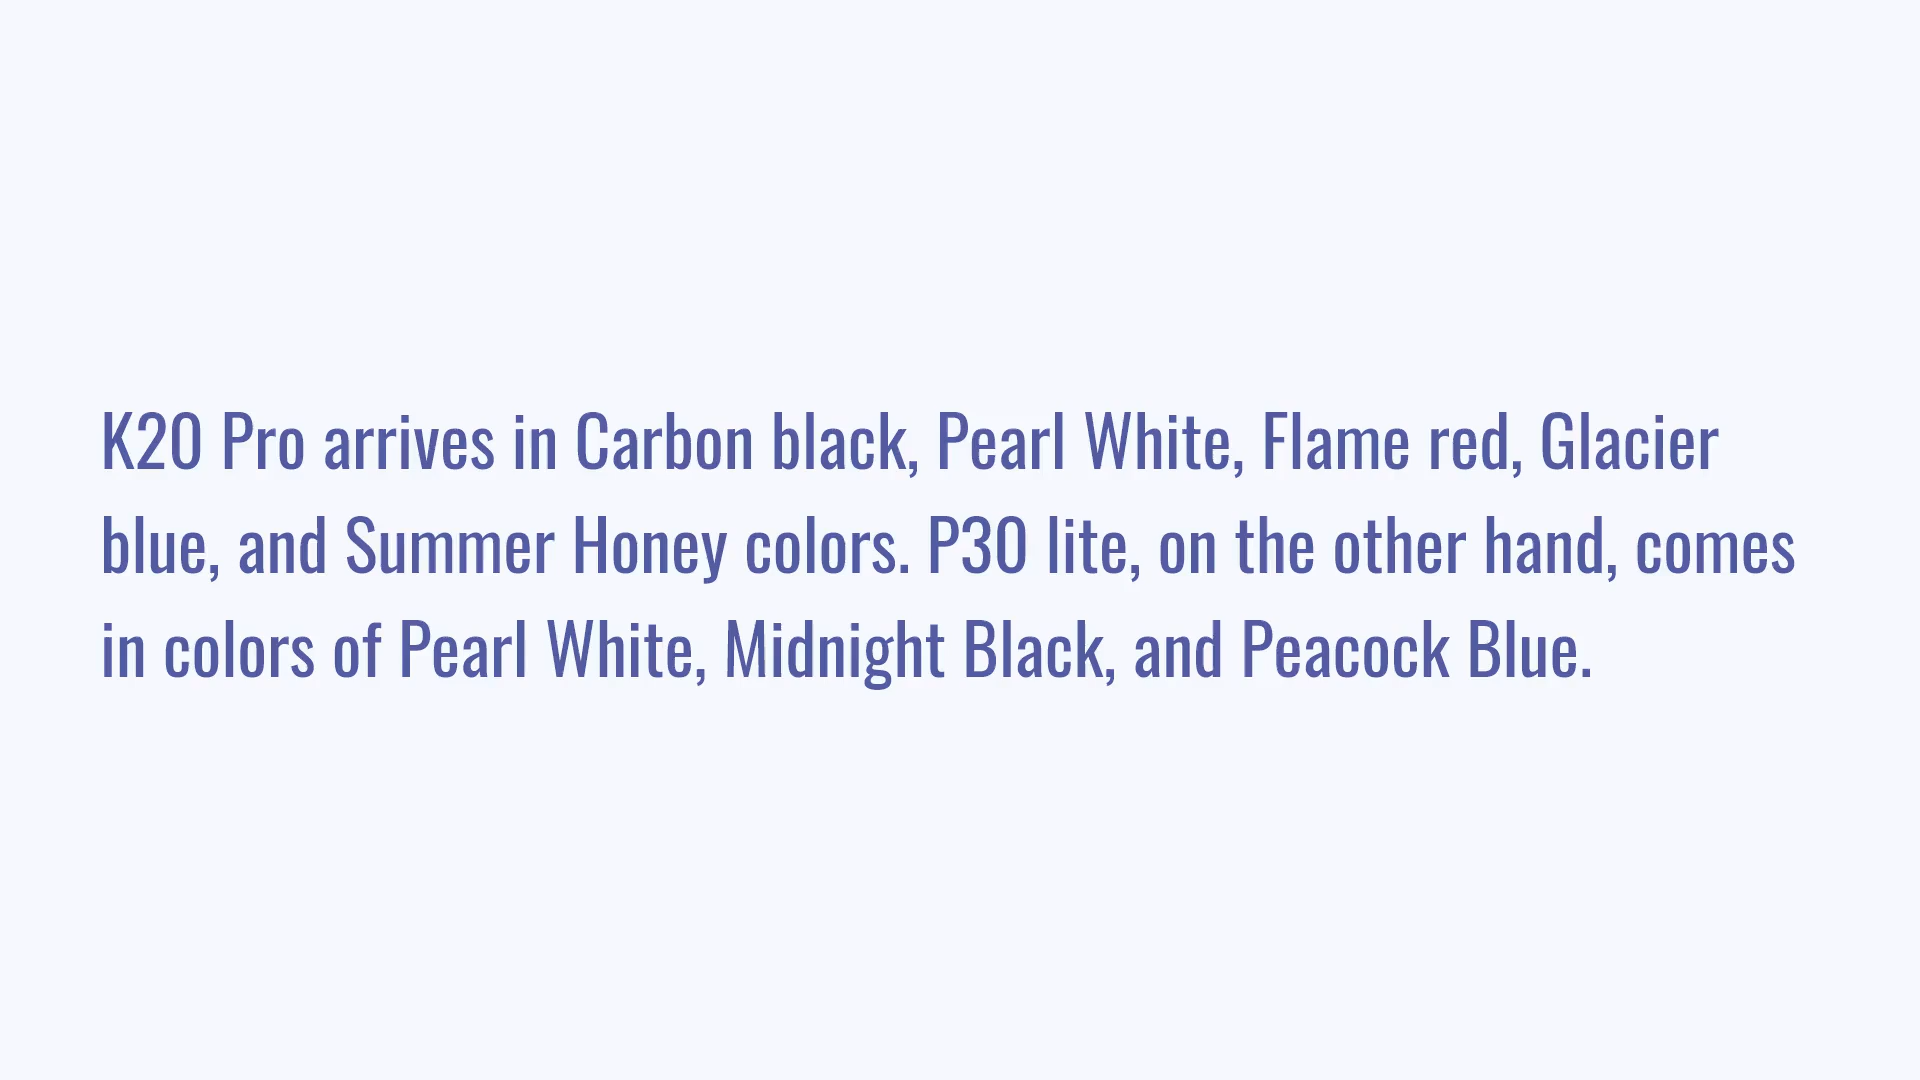 K20 Pro arrives in Carbon black, Pearl White, Flame red, Glacier
blue, and Summer Honey colors. P30 lite, on the other hand, comes
in colors of Pearl White, Midnight Black, and Peacock Blue.